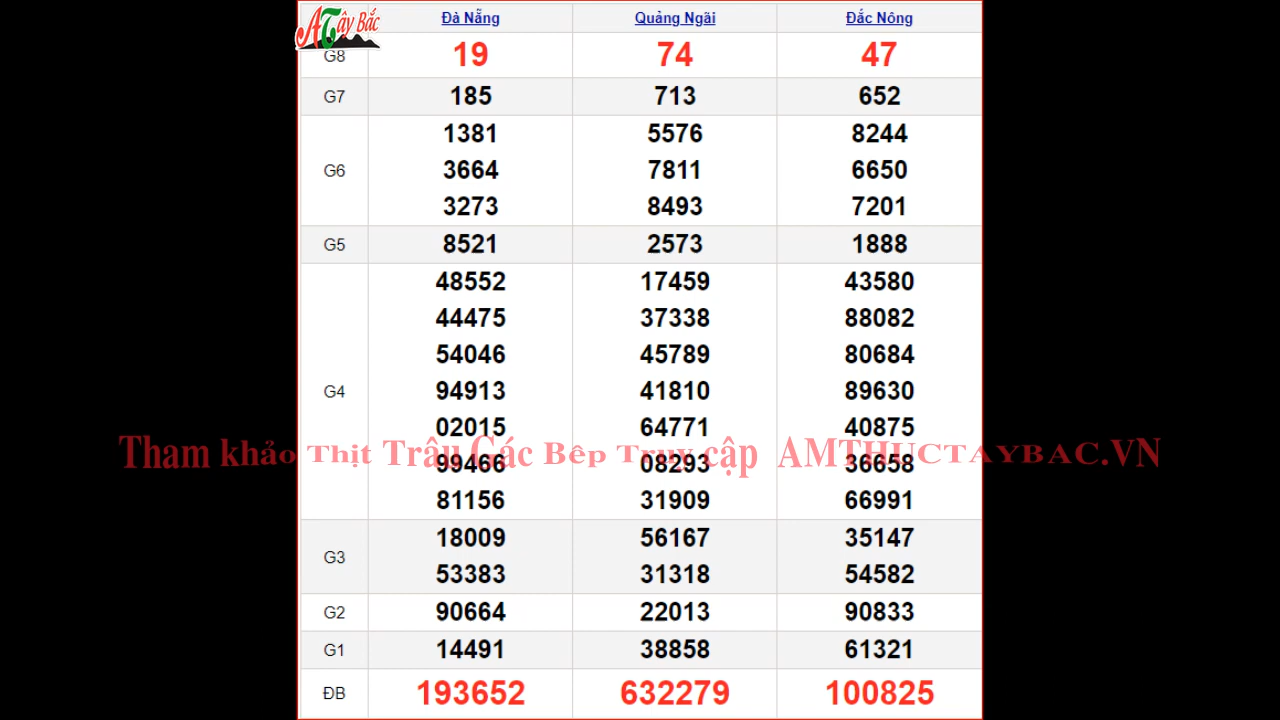 ATây Bắc
Đà Nẵng Quảng Ngãi Đắc Nông
G8 19 74 47
G7 185 713 652
1381 5576 8244
G6 3664 7811 6650
3273 8493 7201
G5 8521 2573 1888
48552 17459 43580
44475 37338 88082
54046 45789 80684
G4 94913 41810 89630
02015 64771 40875
Tham khảo Thịt Trâu Gác Bếp Truy cập AMTHUCTAYBAC.VN
99466 08293 36658
81156 31909 66991
18009 56167 35147
G3
53383 31318 54582
G2 90664 22013 90833
G1 14491 38858 61321
ĐB 193652 632279 100825